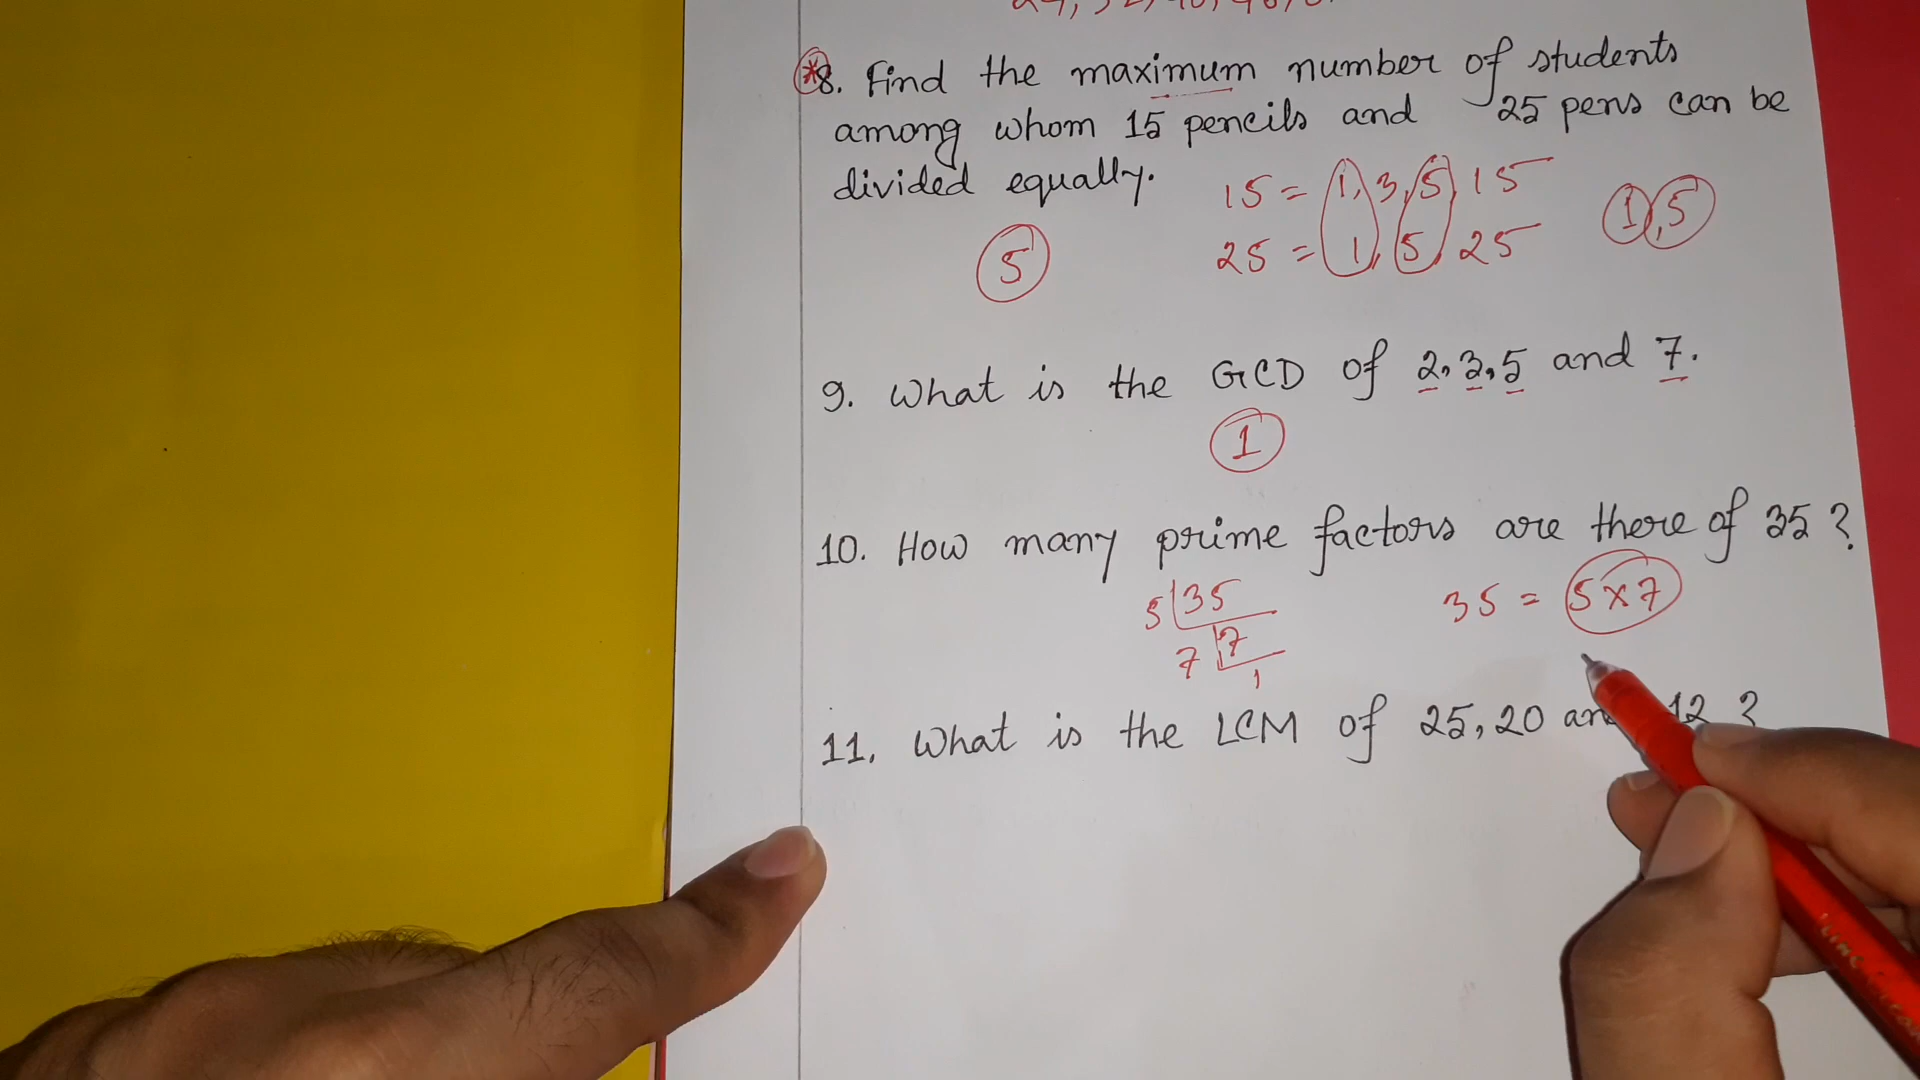 *8. Find the maximum number of students
among whom 15 pencils and 25 pens can be
divided equally.
15 = 1, 3, 5, 15
1, 5
25 = 1, 5, 25
5
9. What is the GCD of 2, 3, 5 and 7.
1
10. How many prime factors are there of 35 ?
5 35
35 = 5x7
7 7
1
11. What is the LCM of 25, 20 an 12 ?